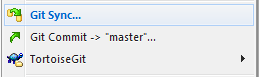 Git Sync...
Git Commit -> "master"...
TortoiseGit